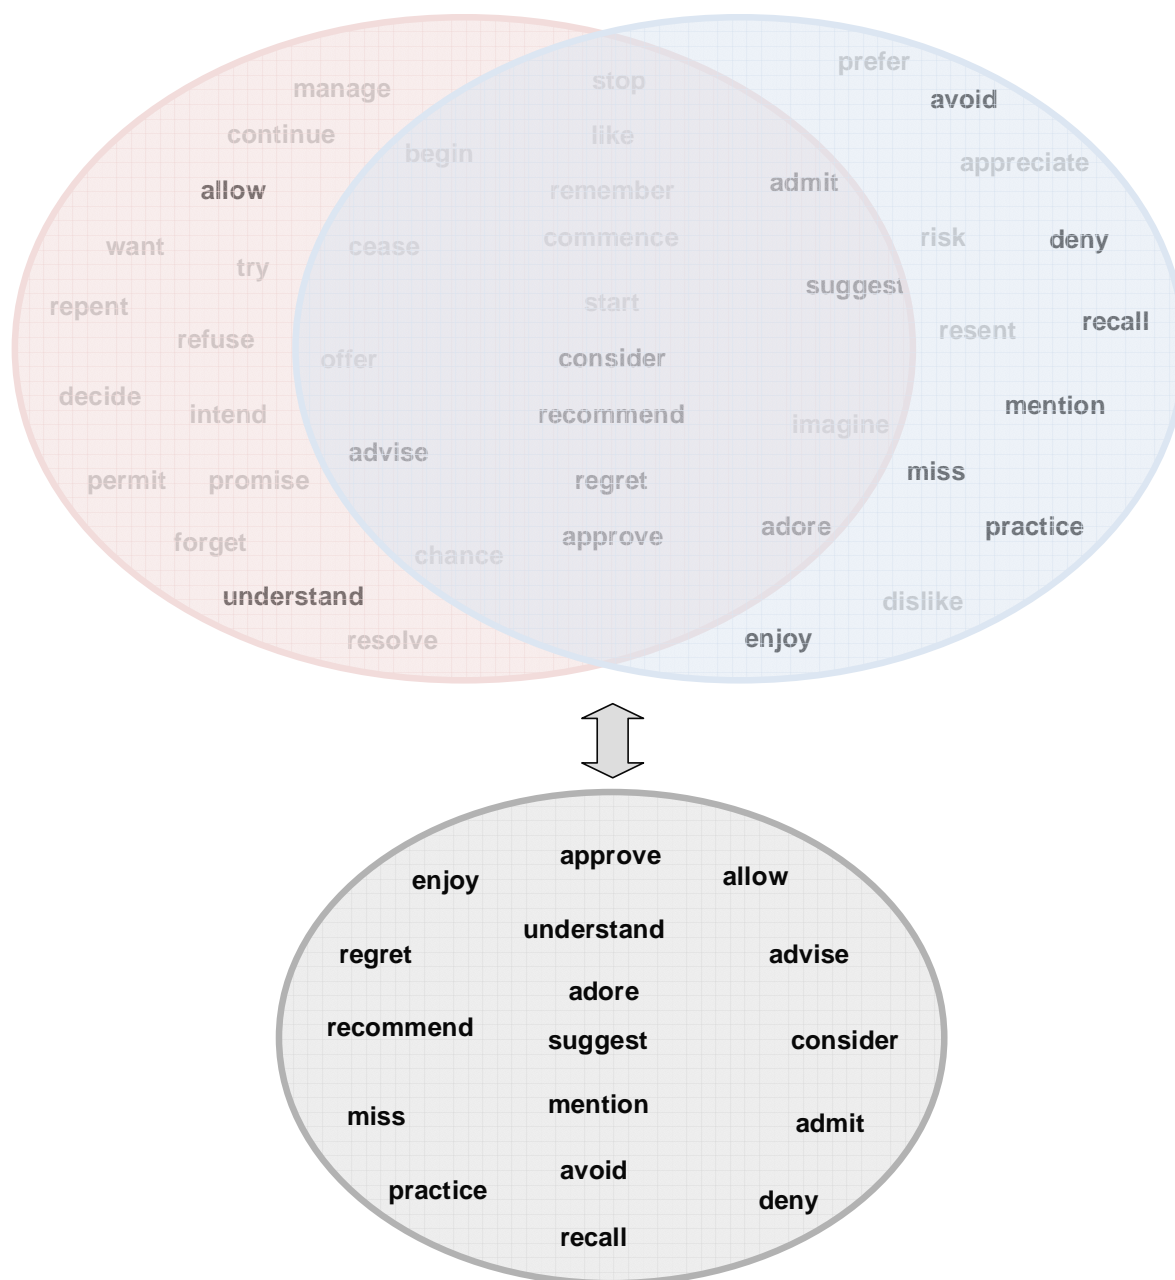 prefer
stop
manage
avoid
continue
like
begin
appreciate
admit
allow
remember
commence
risk
deny
want
cease
try
suggest
start
repent
recall
resent
refuse
offer
consider
decide
mention
intend
recommend
imagine
advise
miss
permit
promise
regret
practice
adore
approve
forget
chance
understand
dislike
enjoy
resolve
approve
allow
enjoy
understand
regret
advise
adore
recommend
suggest
consider
mention
miss
admit
avoid
practice
deny
recall